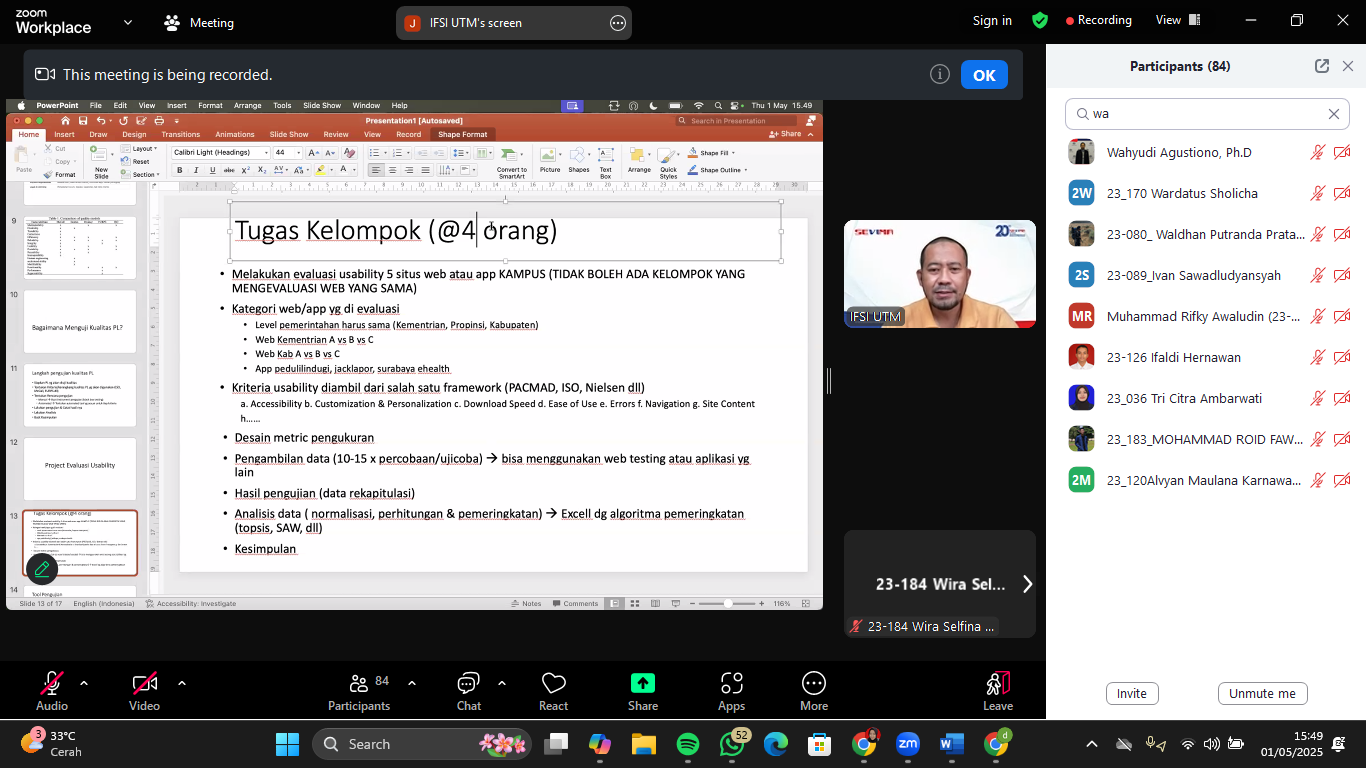 zoom
Workplace
Meeting
J IFSI UTM's screen
Sign in
Recording
View
This meeting is being recorded.
OK
PowerPoint File Edit View Insert Format Arrange Tools Slide Show Window Help
Thu 1 May 15.49
Presentation1 [Autosaved]
Search in Presentation
Home Insert Draw Design Transitions Animations Slide Show Review View Record Shape Format
Share
Paste
Cut
Copy
Format
New
Slide
Layout
Reset
Section
Calibri Light (Headings)
44
Convert to
SmartArt
Picture
Shapes
Text
Box
Arrange
Quick
Styles
Shape Fill
Shape Outline
9
10
Bagaimana Menguji Kualitas PL?
11
Langkah pengujian kualitas PL
12
Project Evaluasi Usability
13
Tugas Kelompok (@4 orang)
14
Tool Pengujian
Tugas Kelompok (@4 orang)
• Melakukan evaluasi usability 5 situs web atau app KAMPUS (TIDAK BOLEH ADA KELOMPOK YANG
MENGEVALUASI WEB YANG SAMA)
• Kategori web/app yg di evaluasi
• Level pemerintahan harus sama (Kementrian, Propinsi, Kabupaten)
• Web Kementrian A vs B vs C
• Web Kab A vs B vs C
• App pedulilindugi, jacklapor, surabaya ehealth
• Kriteria usability diambil dari salah satu framework (PACMAD, ISO, Nielsen dll)
a. Accessibility b. Customization & Personalization c. Download Speed d. Ease of Use e. Errors f. Navigation g. Site Content
h......
• Desain metric pengukuran
• Pengambilan data (10-15 x percobaan/ujicoba) → bisa menggunakan web testing atau aplikasi yg
lain
• Hasil pengujian (data rekapitulasi)
• Analisis data ( normalisasi, perhitungan & pemeringkatan) → Excell dg algoritma pemeringkatan
(topsis, SAW, dll)
• Kesimpulan
Slide 13 of 17 English (Indonesia) Accessibility: Investigate
Notes Comments
116%
SEVIMA
20
IFSI UTM
23-184 Wira Sel...
23-184 Wira Selfina ...
Participants (84)
wa
Wahyudi Agustiono, Ph.D
2W 23_170 Wardatus Sholicha
23-080_ Waldhan Putranda Prata...
2S 23-089_Ivan Sawadludyansyah
MR Muhammad Rifky Awaludin (23-...
23-126 Ifaldi Hernawan
23_036 Tri Citra Ambarwati
23_183_MOHAMMAD ROID FAW...
2M 23_120Alvyan Maulana Karnawa...
Invite
Unmute me
Audio
Video
84
Participants
Chat
React
Share
Apps
More
Leave
3
33°C
Cerah
Search
52
15:49
01/05/2025